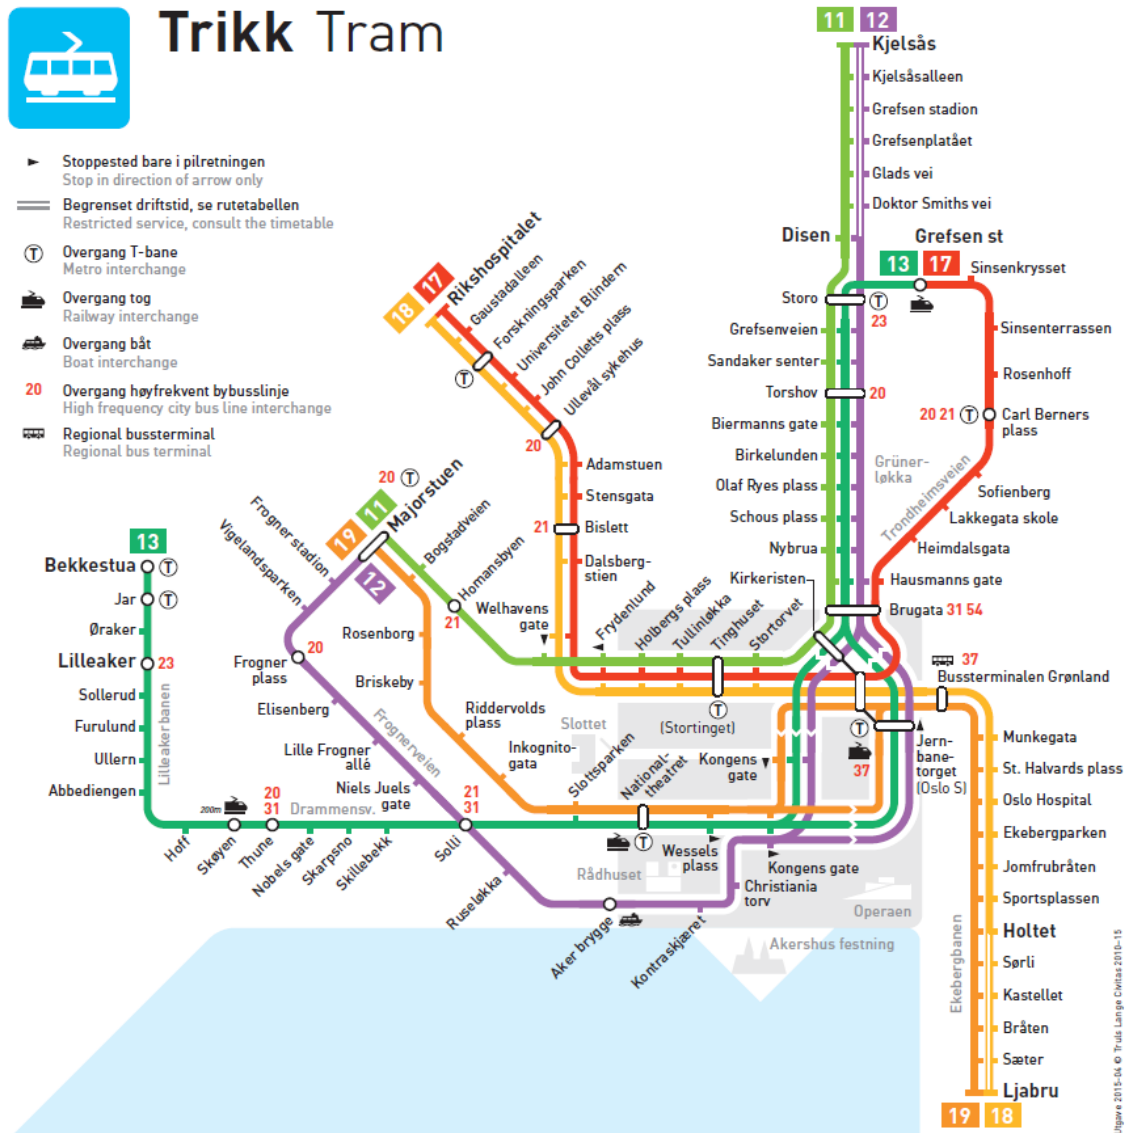 Trikk Tram
Stoppested bare i pilretningen
Stop in direction of arrow only
Begrenset driftstid, se rutetabellen
Restricted service, consult the timetable
T
Overgang T-bane
Metro interchange
Overgang tog
Railway interchange
Overgang båt
Boat interchange
20
Overgang høyfrekvent bybusslinje
High frequency city bus line interchange
Regional bussterminal
Regional bus terminal
11 12
Kjelsås
Kjelsåsalleen
Grefsen stadion
Grefsenplatået
Glads vei
Doktor Smiths vei
Disen
Grefsen st
13 17
Sinsenkrysset
Storo
T
23
Grefsenveien
Sinsenterrassen
Sandaker senter
Rosenhoff
Torshov
20
20 21 T
Carl Berners
plass
Biermanns gate
Birkelunden
Grüner-
løkka
Olaf Ryes plass
Trondheimsveien
Sofienberg
Schous plass
Lakkegata skole
Nybrua
Heimdalsgata
Kirkeristen
Hausmanns gate
Brugata 31 54
18 17
Rikshospitalet
Gaustadalleen
Forskningsparken
T
Universitetet Blindern
John Colletts plass
Ullevål sykehus
20
Adamstuen
Stensgata
21
Bislett
Dalsberg-
stien
Welhavens
gate
Frydenlund
Holbergs plass
Tullinløkka
Tinghuset
Stortorvet
T
(Stortinget)
20 T
19 11
Majorstuen
12
Bogstadveien
Homansbyen
21
Frogner stadion
Vigelandsparken
Rosenborg
20
Frogner
plass
Briskeby
Elisenberg
Frognerveien
Riddervolds
plass
Lille Frogner
allé
Inkognito-
gata
Niels Juels
gate
Slottet
Slottsparken
National-
theatret
T
Kongens
gate
T
37
37
Bussterminalen Grønland
Jern-
bane-
torget
(Oslo S)
13
Bekkestua
T
Jar
T
Øraker
Lilleaker
23
Sollerud
Lilleakerbanen
Furulund
Ullern
Abbediengen
200m
20
31
Drammensv.
21
31
Hoff
Skøyen
Thune
Nobels gate
Skarpsno
Skillebekk
Solli
Ruseløkka
Wessels
plass
Kongens gate
Rådhuset
Christiania
torv
Operaen
Aker brygge
Kontraskjæret
Akershus festning
Munkegata
St. Halvards plass
Oslo Hospital
Ekebergparken
Jomfrubråten
Sportsplassen
Holtet
Ekebergbanen
Sørli
Kastellet
Bråten
Sæter
Ljabru
19 18
Utgave 2015-04 © Truls Lange Civitas 2010-15